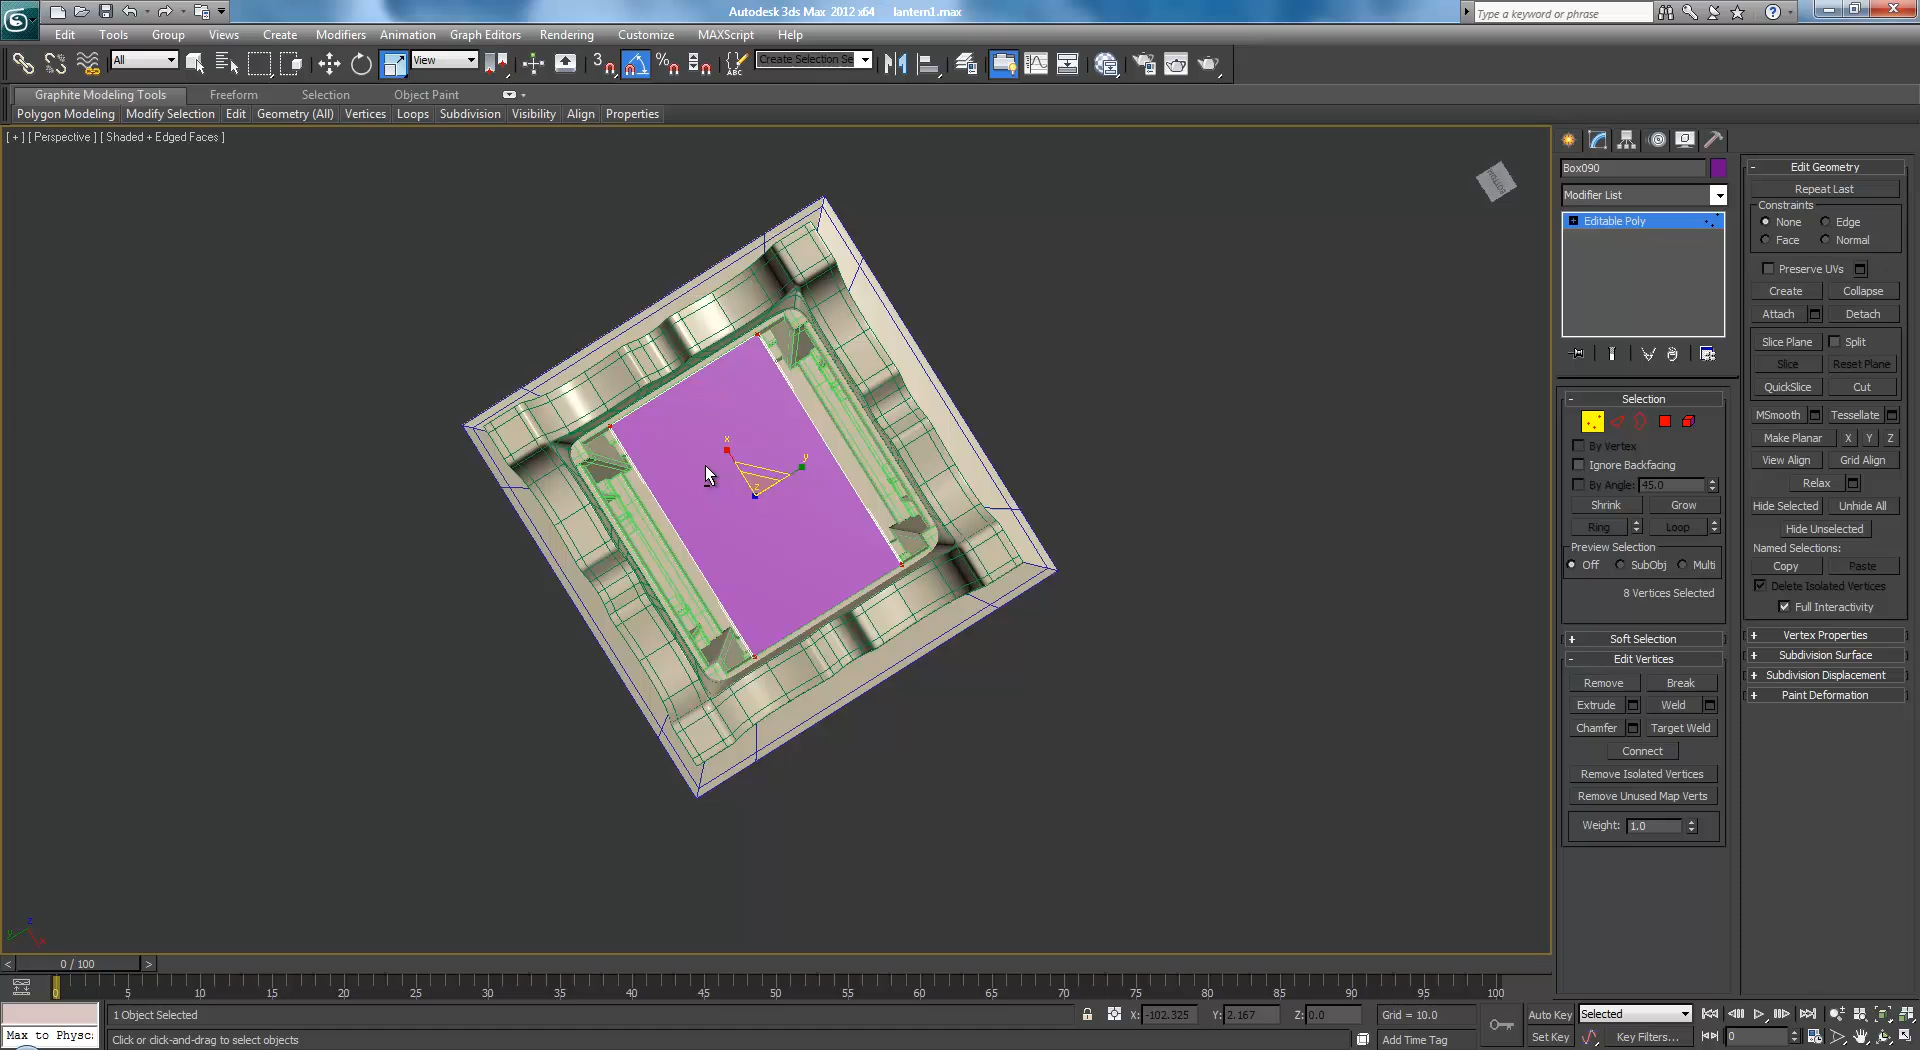 Autodesk 3ds Max 2012 x64 lantern1.max
Type a keyword or phrase
Edit Tools Group Views Create Modifiers Animation Graph Editors Rendering Customize MAXScript Help
All View Create Selection Se
Graphite Modeling Tools Freeform Selection Object Paint
Polygon Modeling Modify Selection Edit Geometry (All) Vertices Loops Subdivision Visibility Align Properties
[ + ] [ Perspective ] [ Shaded + Edged Faces ]
BOTTOM
x
y
z
Box090
Modifier List
Editable Poly
Selection
By Vertex
Ignore Backfacing
By Angle: 45.0
Shrink Grow
Ring Loop
Preview Selection
Off SubObj Multi
8 Vertices Selected
Soft Selection
Edit Vertices
Remove Break
Extrude Weld
Chamfer Target Weld
Connect
Remove Isolated Vertices
Remove Unused Map Verts
Weight: 1.0
Edit Geometry
Repeat Last
Constraints
None Edge
Face Normal
Preserve UVs
Create Collapse
Attach Detach
Slice Plane Split
Slice Reset Plane
QuickSlice Cut
MSmooth Tessellate
Make Planar X Y Z
View Align Grid Align
Relax
Hide Selected Unhide All
Hide Unselected
Named Selections:
Copy Paste
Delete Isolated Vertices
Full Interactivity
Vertex Properties
Subdivision Surface
Subdivision Displacement
Paint Deformation
z
y x
< 0 / 100 >
0 5 10 15 20 25 30 35 40 45 50 55 60 65 70 75 80 85 90 95 100
1 Object Selected X: -102.325 Y: 2.167 Z: 0.0 Grid = 10.0 Auto Key Selected
Max to Physc: Click or click-and-drag to select objects Add Time Tag Set Key Key Filters... 0